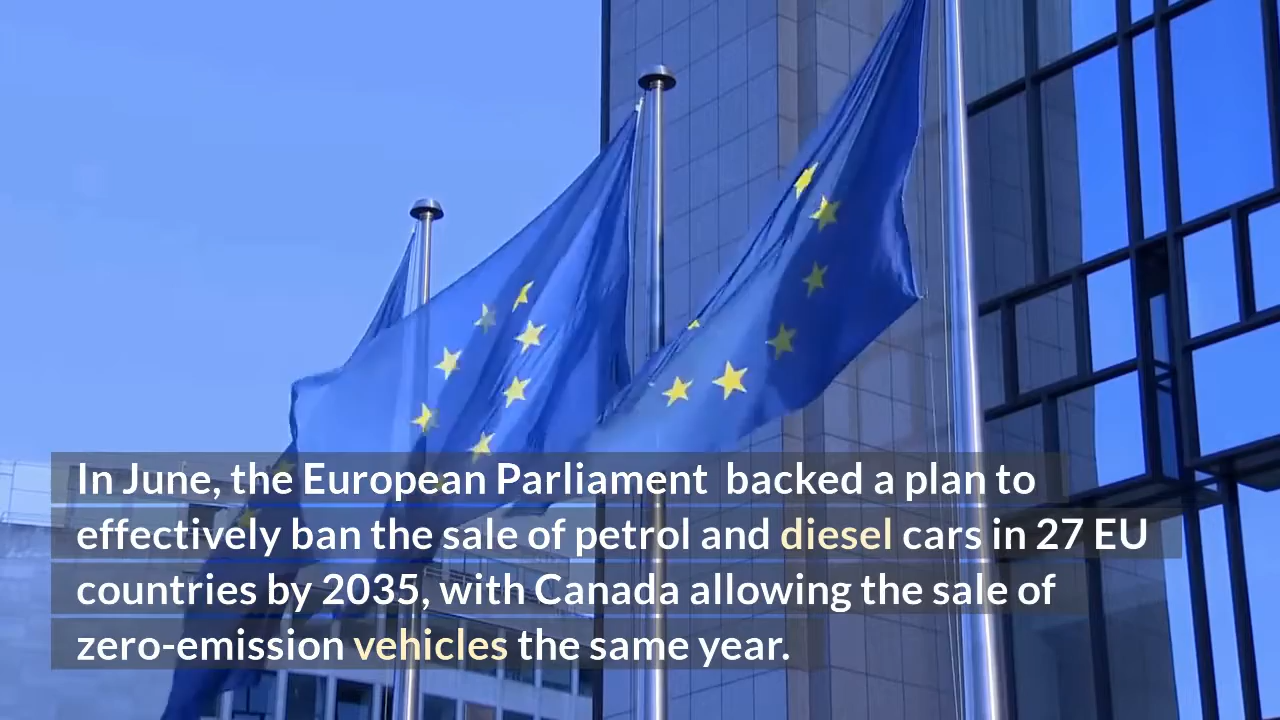 In June, the European Parliament  backed a plan to
effectively ban the sale of petrol and diesel cars in 27 EU
countries by 2035, with Canada allowing the sale of
zero-emission vehicles the same year.